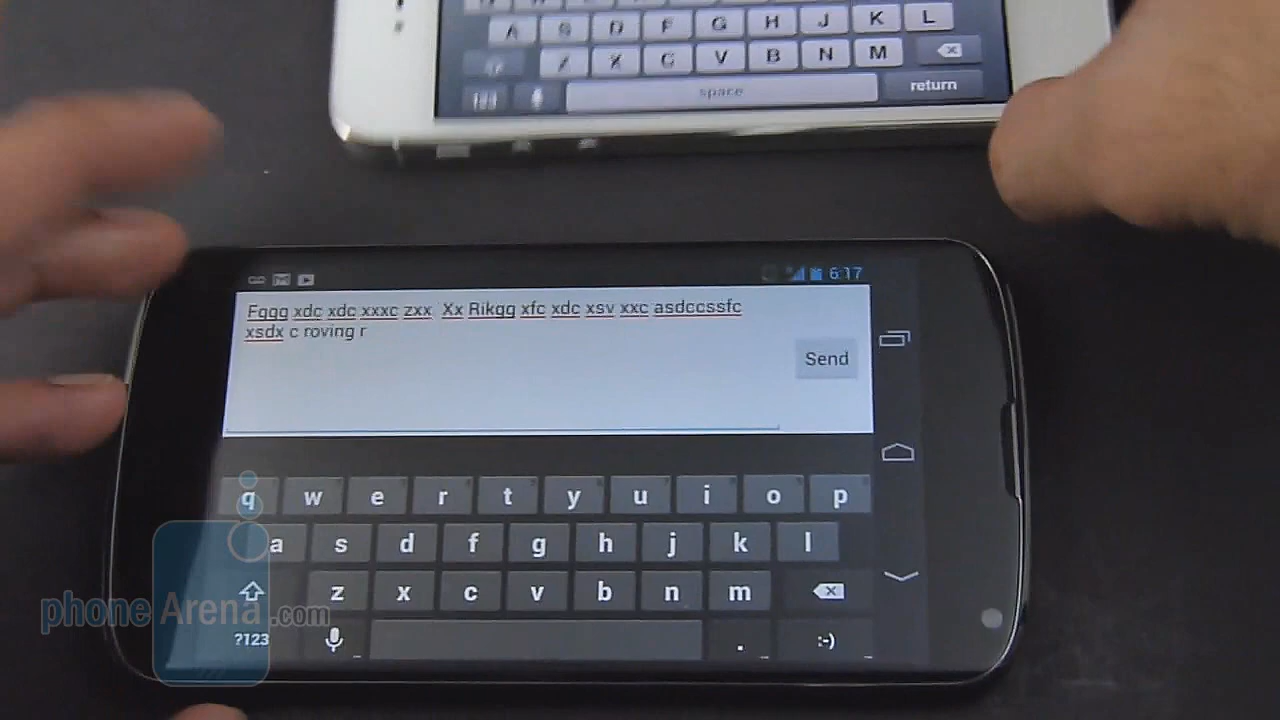 A S D F G H J K L
Z X C V B N M
space return
6:17
Fggg xdc xdc xxxc zxx Xx Rikgg xfc xdc xsv xxc asdccssfc
xsdx c roving r
Send
q w e r t y u i o p
a s d f g h j k l
z x c v b n m
?123 . :-)
phoneArena.com